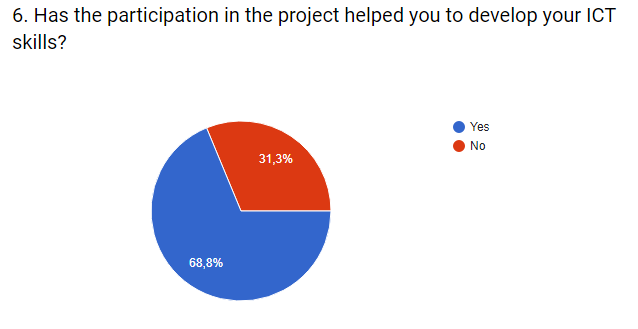 6. Has the participation in the project helped you to develop your ICT
skills?
Yes
No
31,3%
68,8%